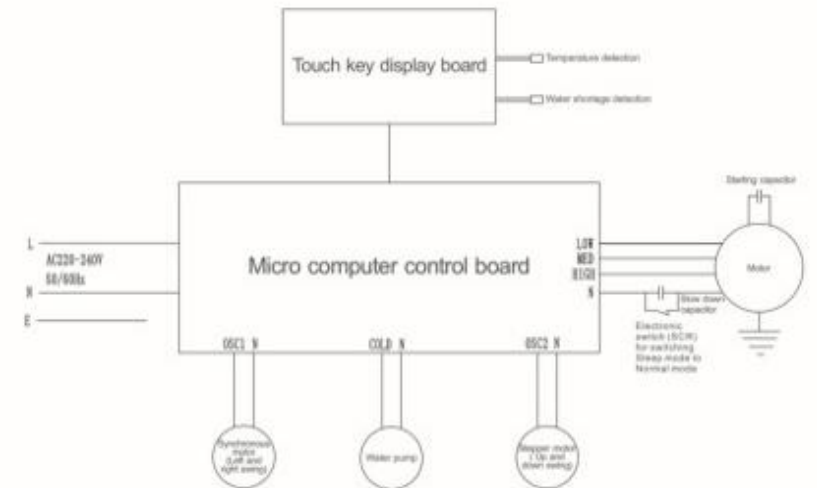 Touch key display board
Temperature detection
Water shortage detection
Starting capacitor
L
AC220-240V
50/60Hz
N
E
Micro computer control board
LOW
MED
HIGH
N
Motor
Slow down
capacitor
Electronic
switch (SCR)
for switching
Sleep mode to
Normal mode
OSC1 N
COLD N
OSC2 N
Synchronous
motor
(Left and
right swing)
Water pump
Stepper motor
( Up and
down swing)